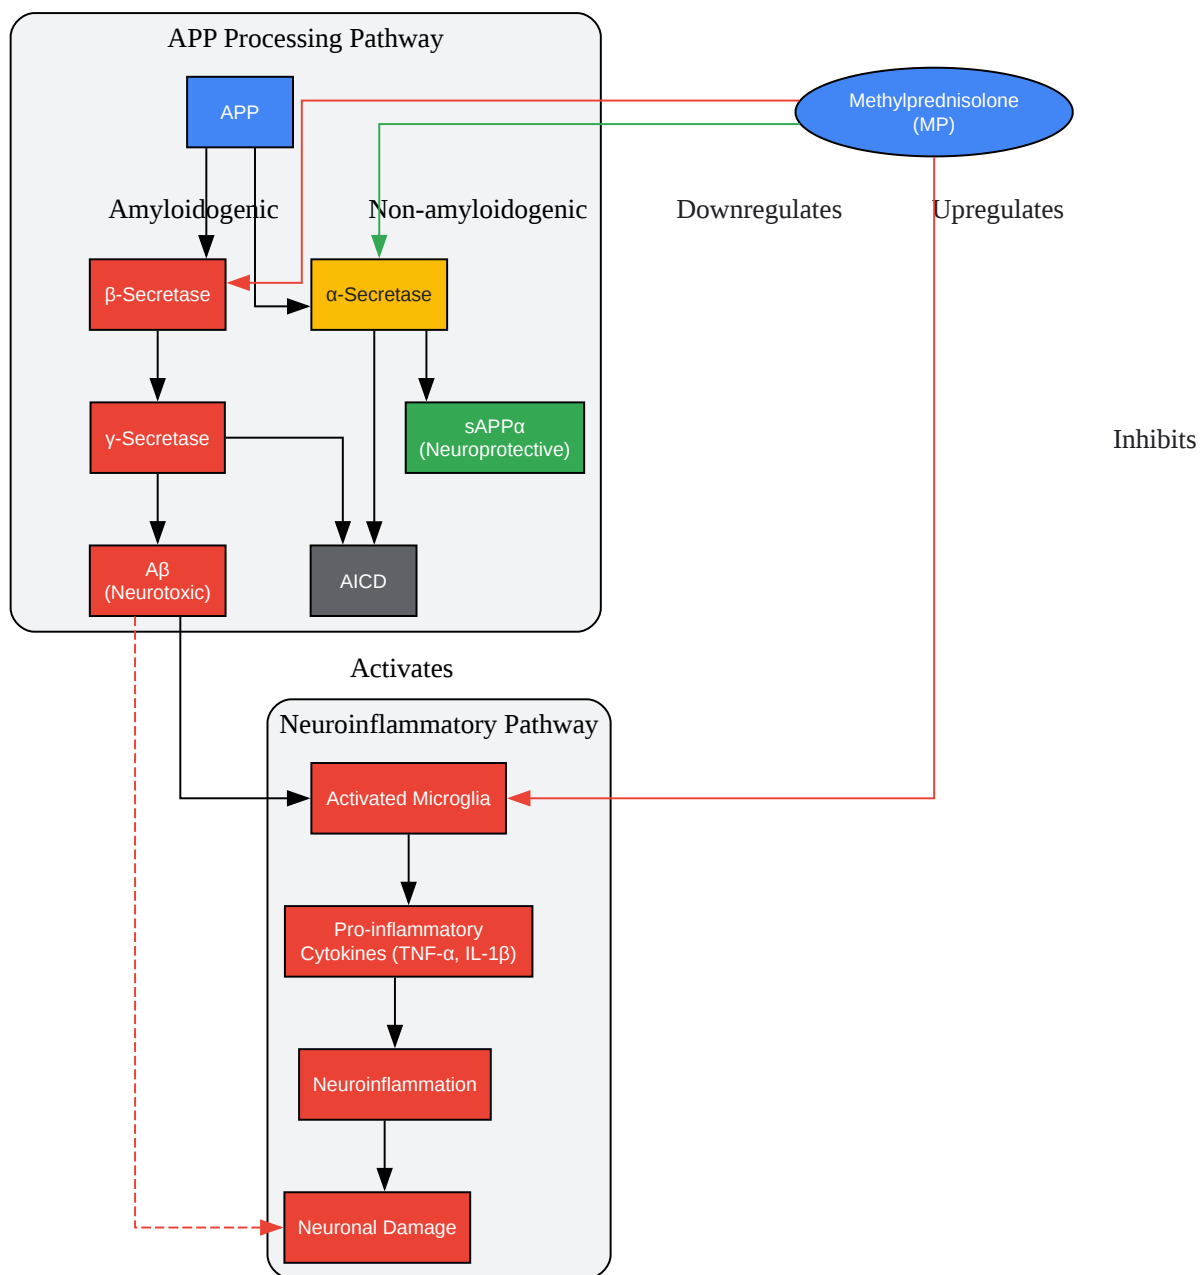 APP Processing Pathway
APP
Methylprednisolone
(MP)
Amyloidogenic
Non-amyloidogenic
Downregulates
Upregulates
β-Secretase
α-Secretase
γ-Secretase
sAPPα
(Neuroprotective)
Inhibits
Aβ
(Neurotoxic)
AICD
Activates
Neuroinflammatory Pathway
Activated Microglia
Pro-inflammatory
Cytokines (TNF-α, IL-1β)
Neuroinflammation
Neuronal Damage